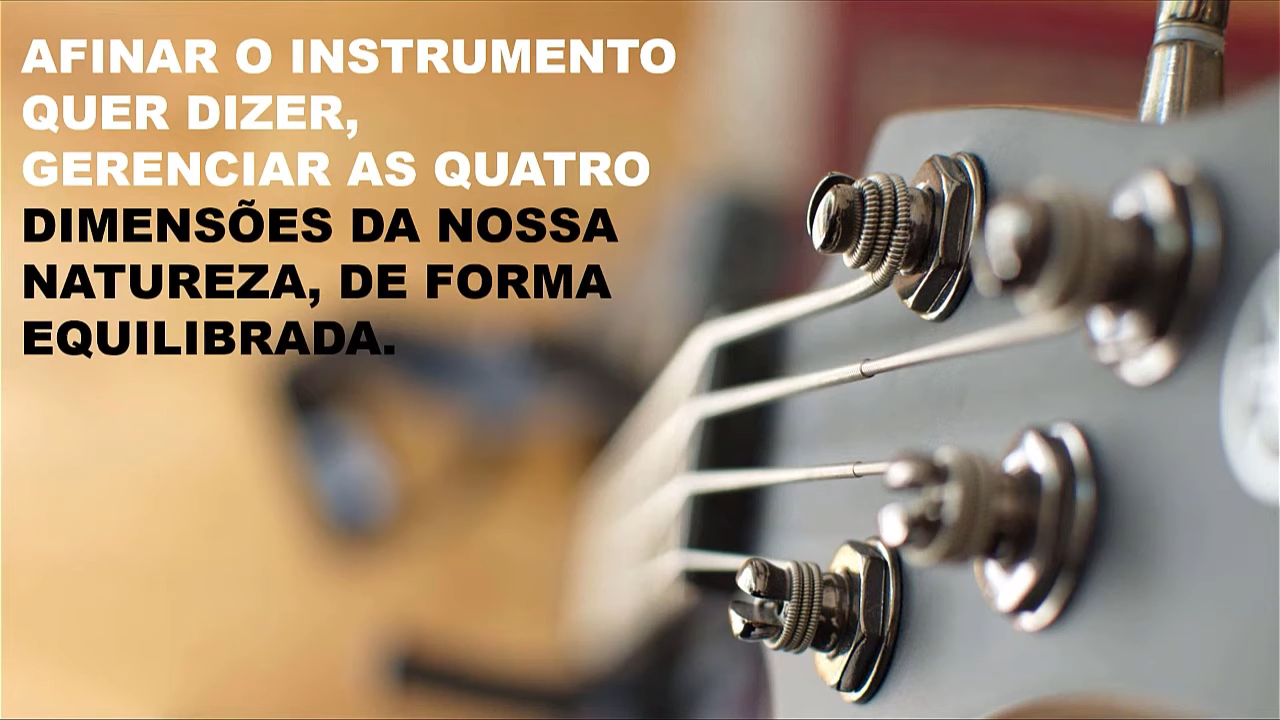 AFINAR O INSTRUMENTO
QUER DIZER,
GERENCIAR AS QUATRO
DIMENSÕES DA NOSSA
NATUREZA, DE FORMA
EQUILIBRADA.